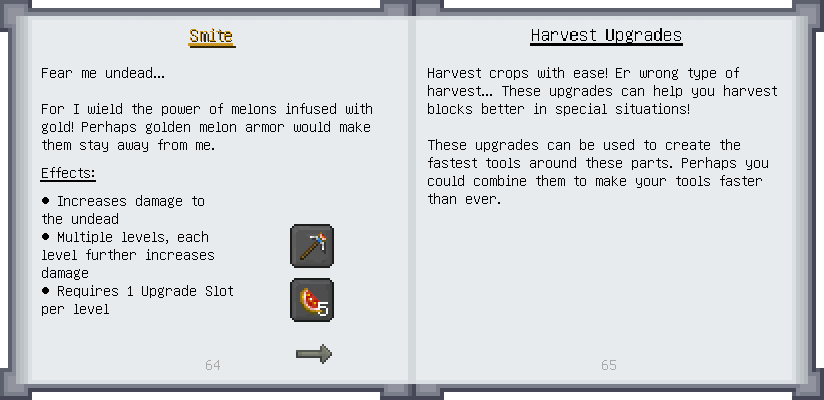 Smite
Fear me undead...
For I wield the power of melons infused with
gold! Perhaps golden melon armor would make
them stay away from me.
Effects:
• Increases damage to
the undead
• Multiple levels, each
level further increases
damage
• Requires 1 Upgrade Slot
per level
5
64
Harvest Upgrades
Harvest crops with ease! Er wrong type of
harvest... These upgrades can help you harvest
blocks better in special situations!
These upgrades can be used to create the
fastest tools around these parts. Perhaps you
could combine them to make your tools faster
than ever.
65